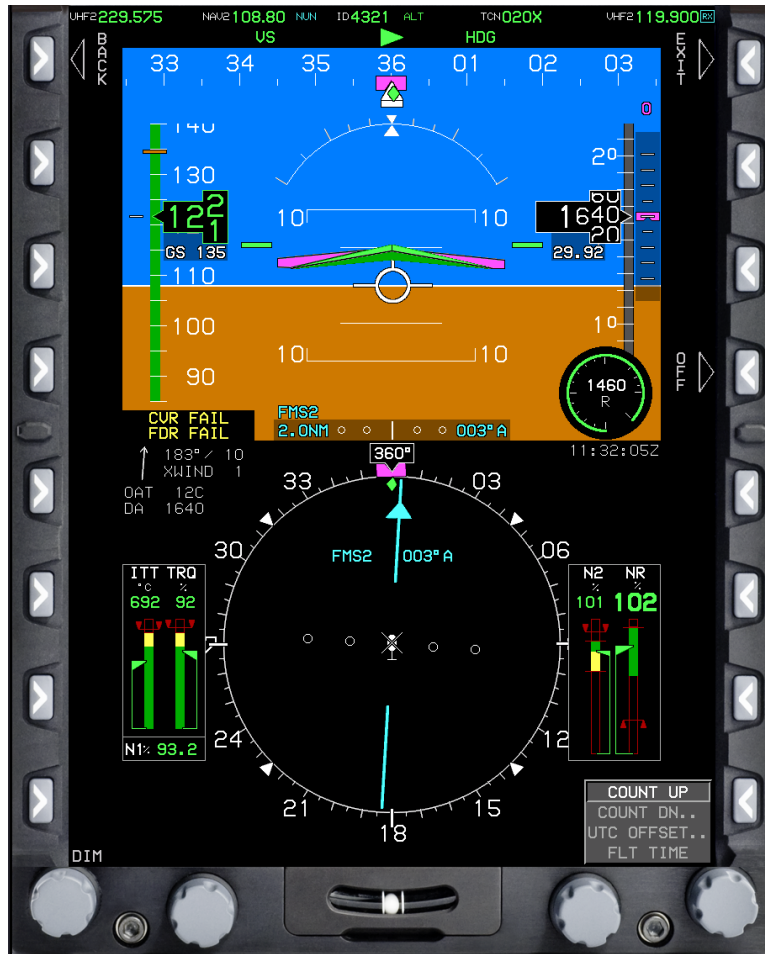 VHF2 229.575 NAV2 108.80 NUN ID 4321 ALT TCN 020X VHF2 119.900 RX
VS HDG
BACK
EXIT
33 34 35 36 01 02 03
0
140
130
122
1
GS 135
110
100
90
10 10
10 10
20
60
1640
20
29.92
10
1460
R
OFF
CVR FAIL
FDR FAIL
FMS2
2.0NM 003° A
11:32:05Z
183°/ 10
XWIND 1
OAT 12C
DA 1640
360°
33 03
30 06
FMS2 003° A
24 12
21 15
18
ITT TRQ
°C %
692 92
N1% 93.2
N2 NR
% %
101 102
COUNT UP
COUNT DN..
UTC OFFSET..
FLT TIME
DIM